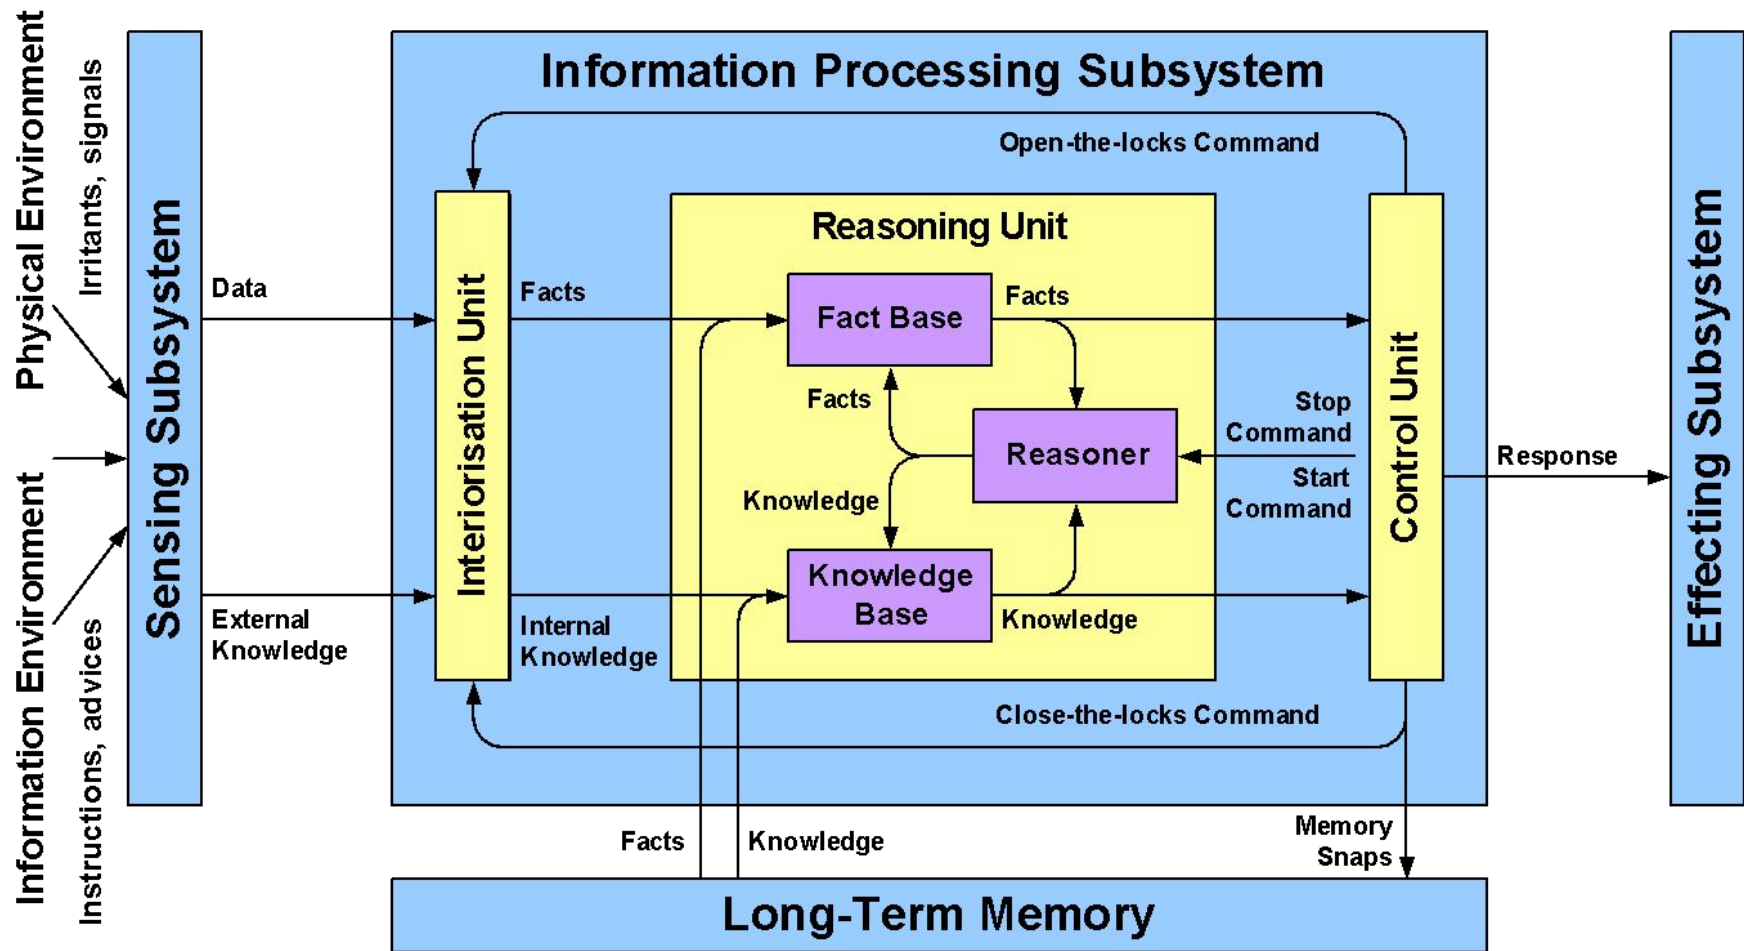 Physical Environment
Irritants, signals
Information Environment
Instructions, advices
Sensing Subsystem
Data
External
Knowledge
Information Processing Subsystem
Open-the-locks Command
Interiorisation Unit
Facts
Internal
Knowledge
Reasoning Unit
Fact Base
Facts
Facts
Reasoner
Knowledge
Knowledge
Base
Knowledge
Stop
Command
Start
Command
Control Unit
Close-the-locks Command
Response
Effecting Subsystem
Facts
Knowledge
Memory
Snaps
Long-Term Memory